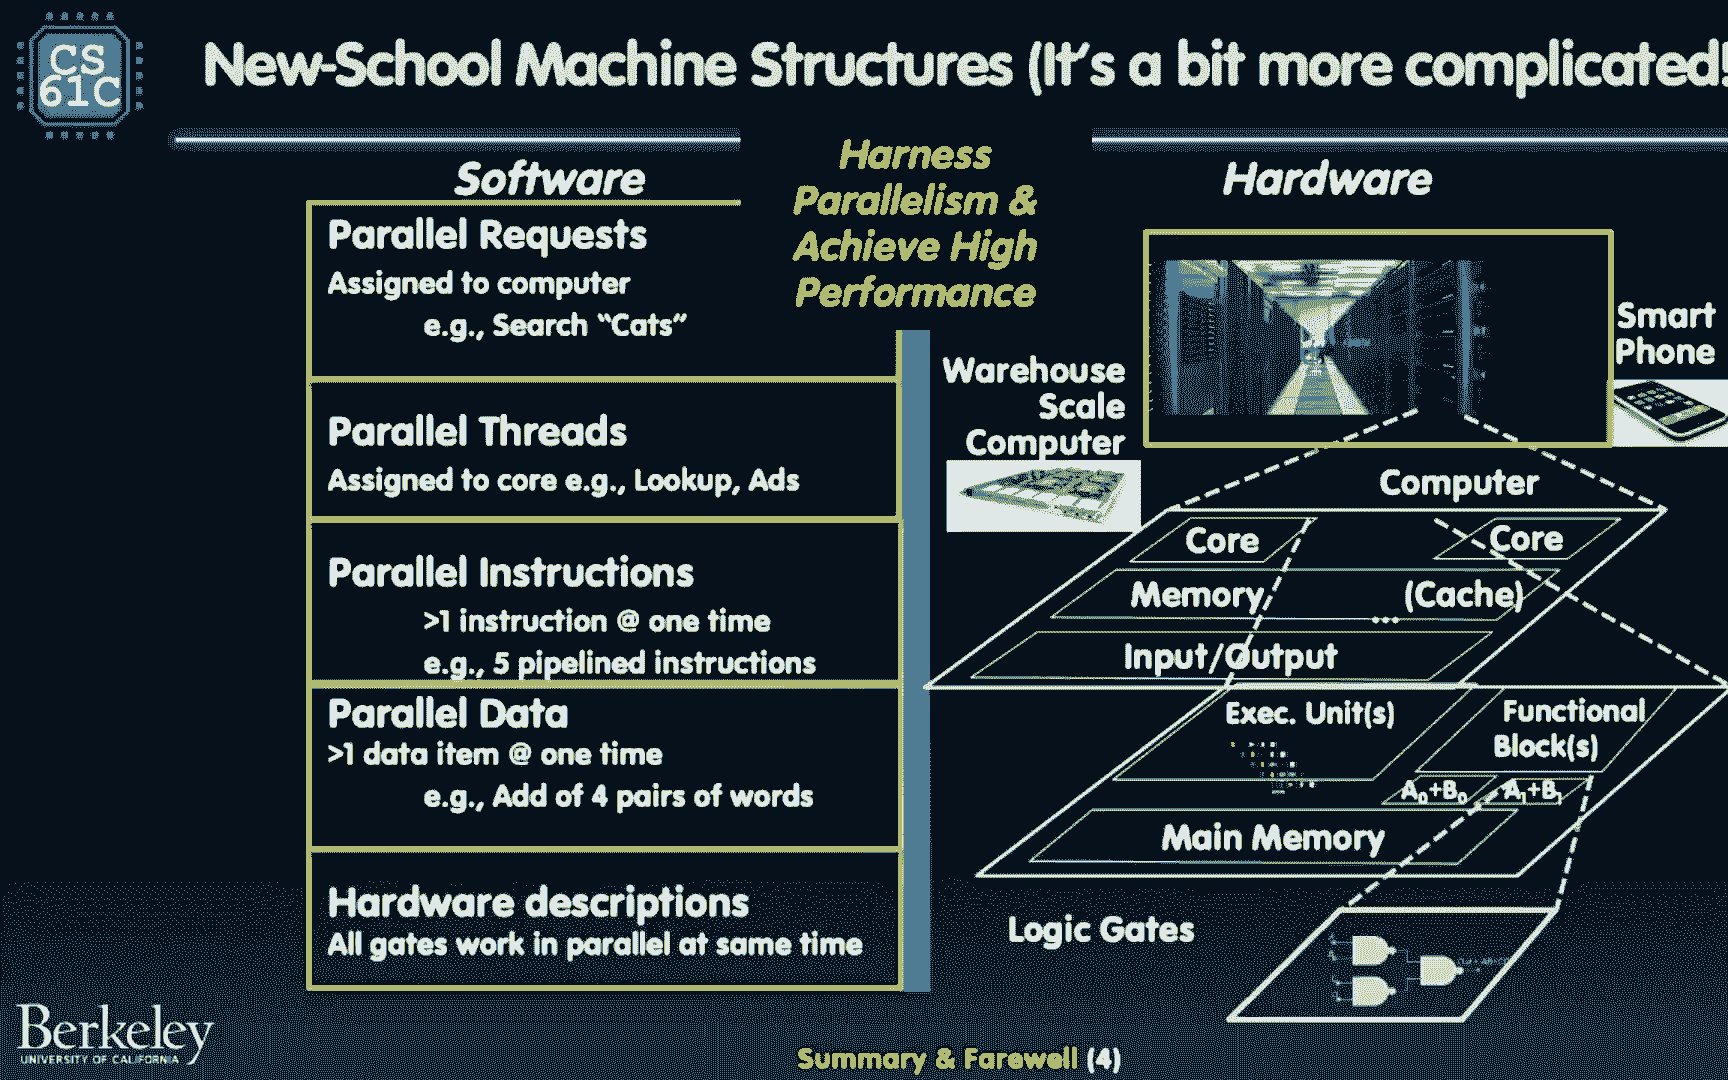 CS
61C
New-School Machine Structures (It's a bit more complicated!
Software
Harness
Parallelism &
Achieve High
Performance
Hardware
Parallel Requests
Assigned to computer
e.g., Search “Cats”
Parallel Threads
Assigned to core e.g., Lookup, Ads
Parallel Instructions
>1 instruction @ one time
e.g., 5 pipelined instructions
Parallel Data
>1 data item @ one time
e.g., Add of 4 pairs of words
Hardware descriptions
All gates work in parallel at same time
Smart
Phone
Warehouse
Scale
Computer
Computer
Core
Core
Memory (Cache)
...
Input/Output
Exec. Unit(s)
Functional
Block(s)
A0+B0 A1+B1
Main Memory
Logic Gates
Berkeley
UNIVERSITY OF CALIFORNIA
Summary & Farewell (4)